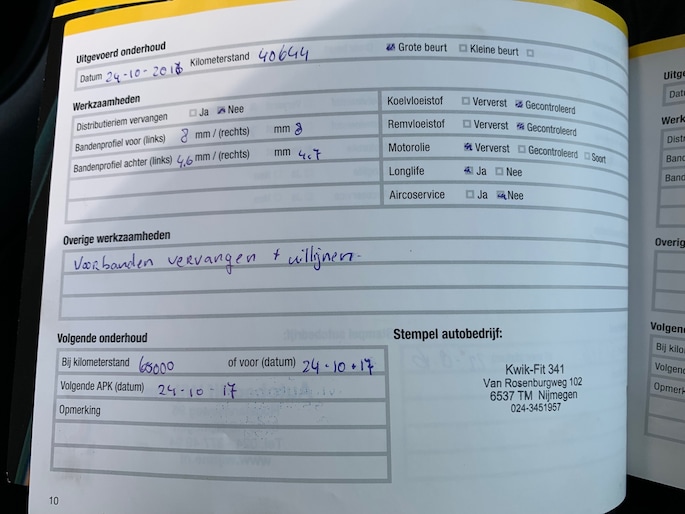 Uitgevoerd onderhoud
Datum 24-10-2016 Kilometerstand 40644 Grote beurt Kleine beurt
Werkzaamheden
Distributieriem vervangen Ja Nee
Bandenprofiel voor (links) 8 mm / (rechts) mm 8
Bandenprofiel achter (links) 4,6 mm / (rechts) mm 4.7
Koelvloeistof Ververst Gecontroleerd
Remvloeistof Ververst Gecontroleerd
Motorolie Ververst Gecontroleerd Soort
Longlife Ja Nee
Aircoservice Ja Nee
Overige werkzaamheden
Voorbanden vervangen + uitlijnen.
Volgende onderhoud
Bij kilometerstand 65000 of voor (datum) 24-10-17
Volgende APK (datum) 24-10-17
Opmerking
Stempel autobedrijf:
Kwik-Fit 341
Van Rosenburgweg 102
6537 TM Nijmegen
024-3451957
10